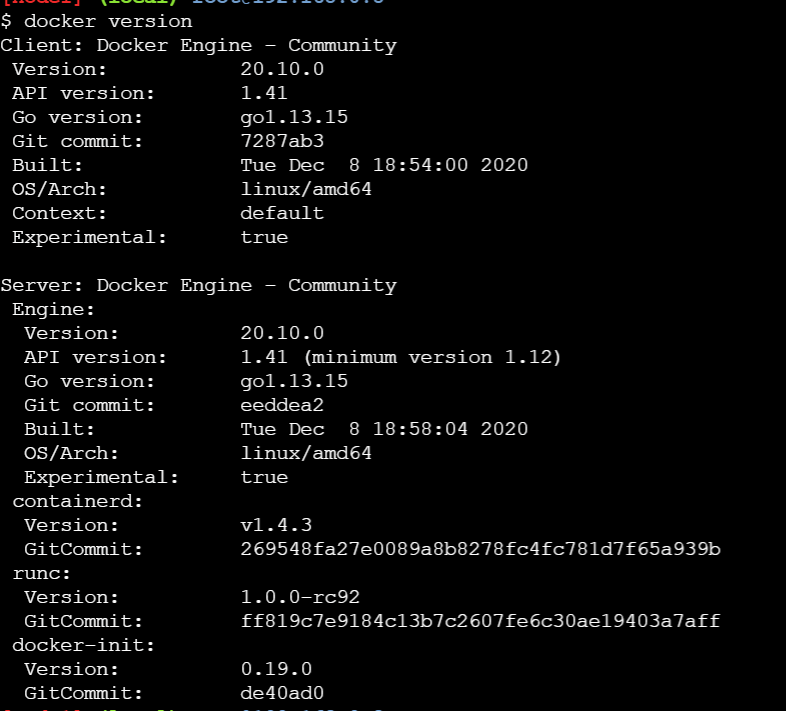 $ docker version
Client: Docker Engine - Community
 Version:           20.10.0
 API version:       1.41
 Go version:        go1.13.15
 Git commit:        7287ab3
 Built:             Tue Dec  8 18:54:00 2020
 OS/Arch:           linux/amd64
 Context:           default
 Experimental:      true

Server: Docker Engine - Community
 Engine:
  Version:          20.10.0
  API version:      1.41 (minimum version 1.12)
  Go version:       go1.13.15
  Git commit:       eeddea2
  Built:            Tue Dec  8 18:58:04 2020
  OS/Arch:          linux/amd64
  Experimental:     true
 containerd:
  Version:          v1.4.3
  GitCommit:        269548fa27e0089a8b8278fc4fc781d7f65a939b
 runc:
  Version:          1.0.0-rc92
  GitCommit:        ff819c7e9184c13b7c2607fe6c30ae19403a7aff
 docker-init:
  Version:          0.19.0
  GitCommit:        de40ad0